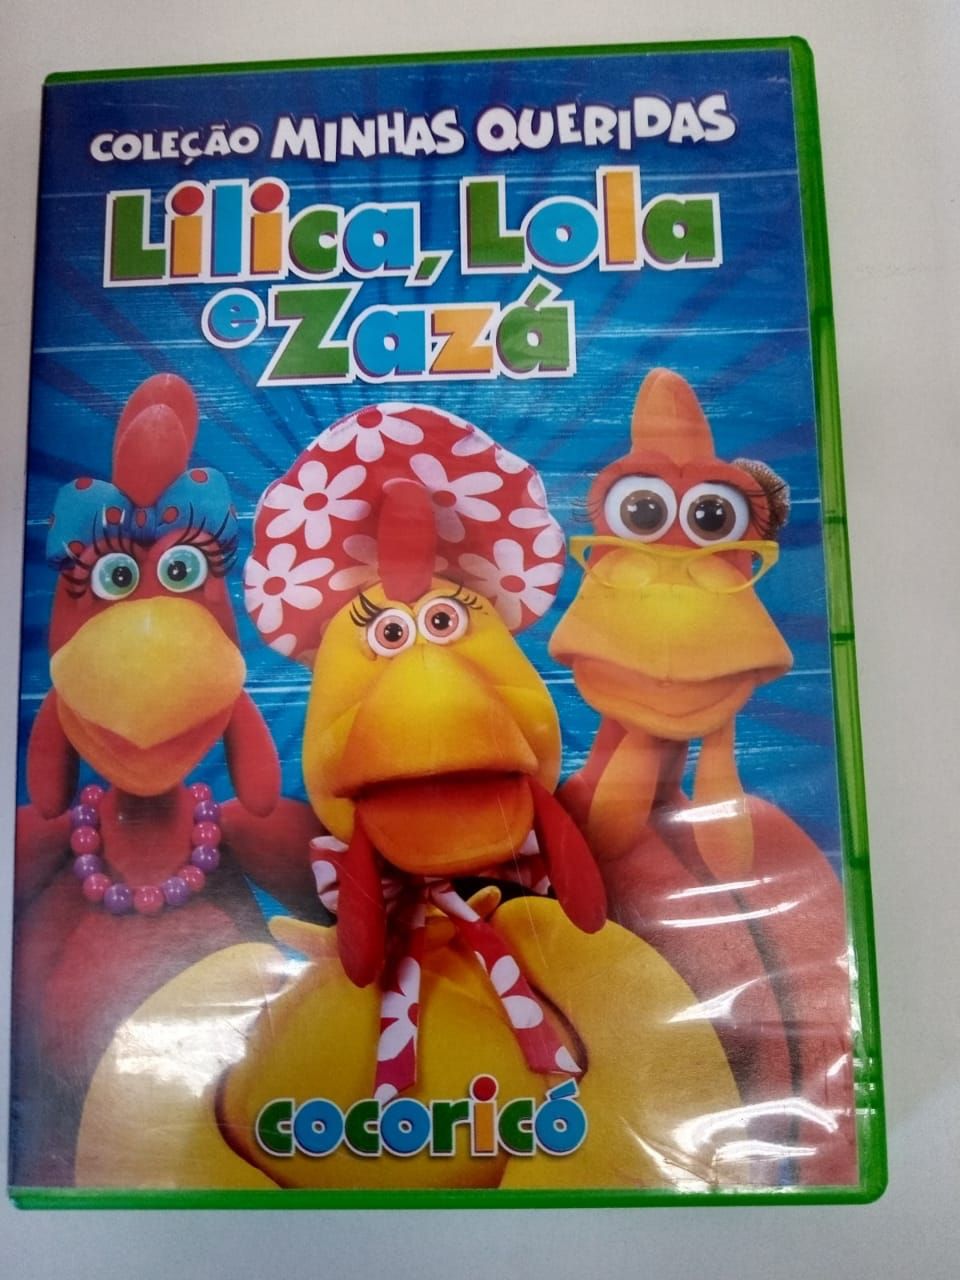 COLEÇÃO MINHAS QUERIDAS
Lilica, Lola
e Zazá
cocoricó